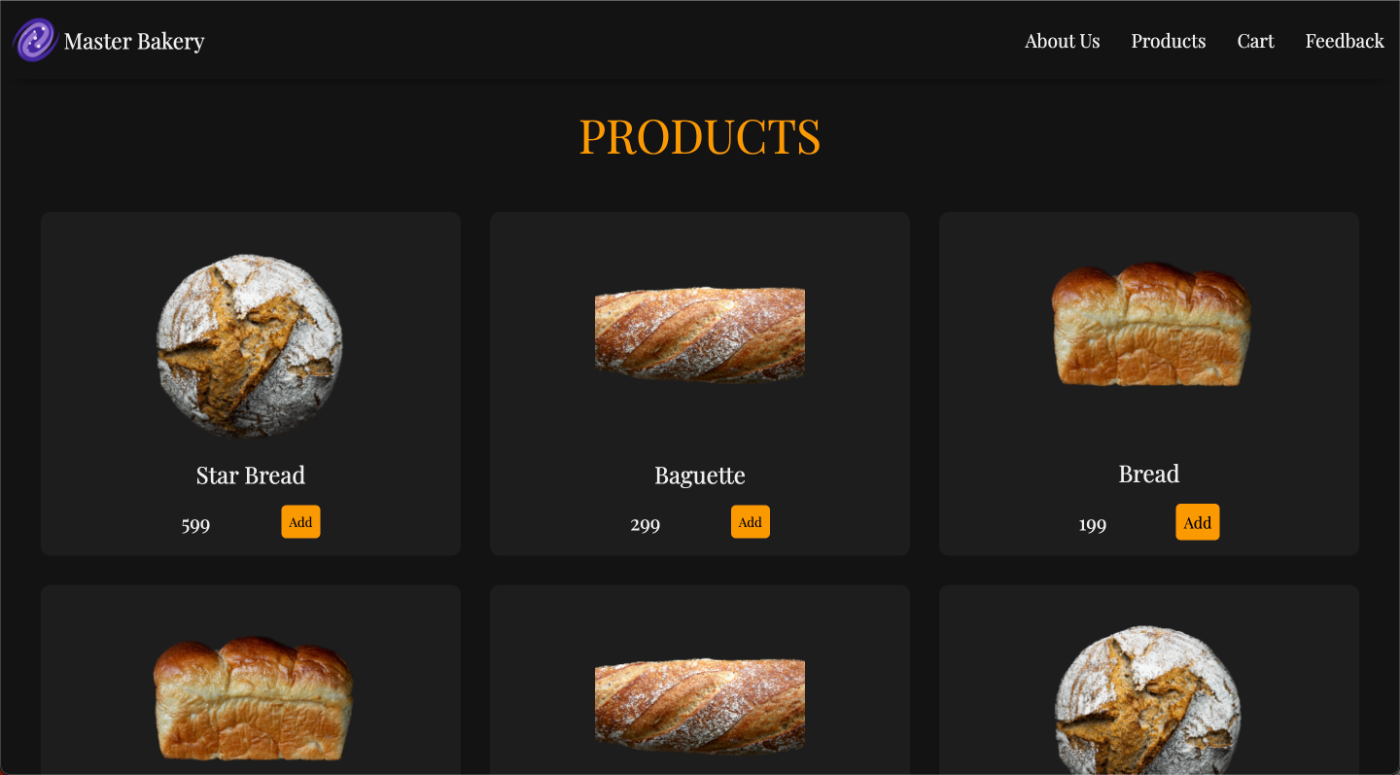 Master Bakery
About Us Products Cart Feedback
PRODUCTS
Star Bread
599 Add
Baguette
299 Add
Bread
199 Add